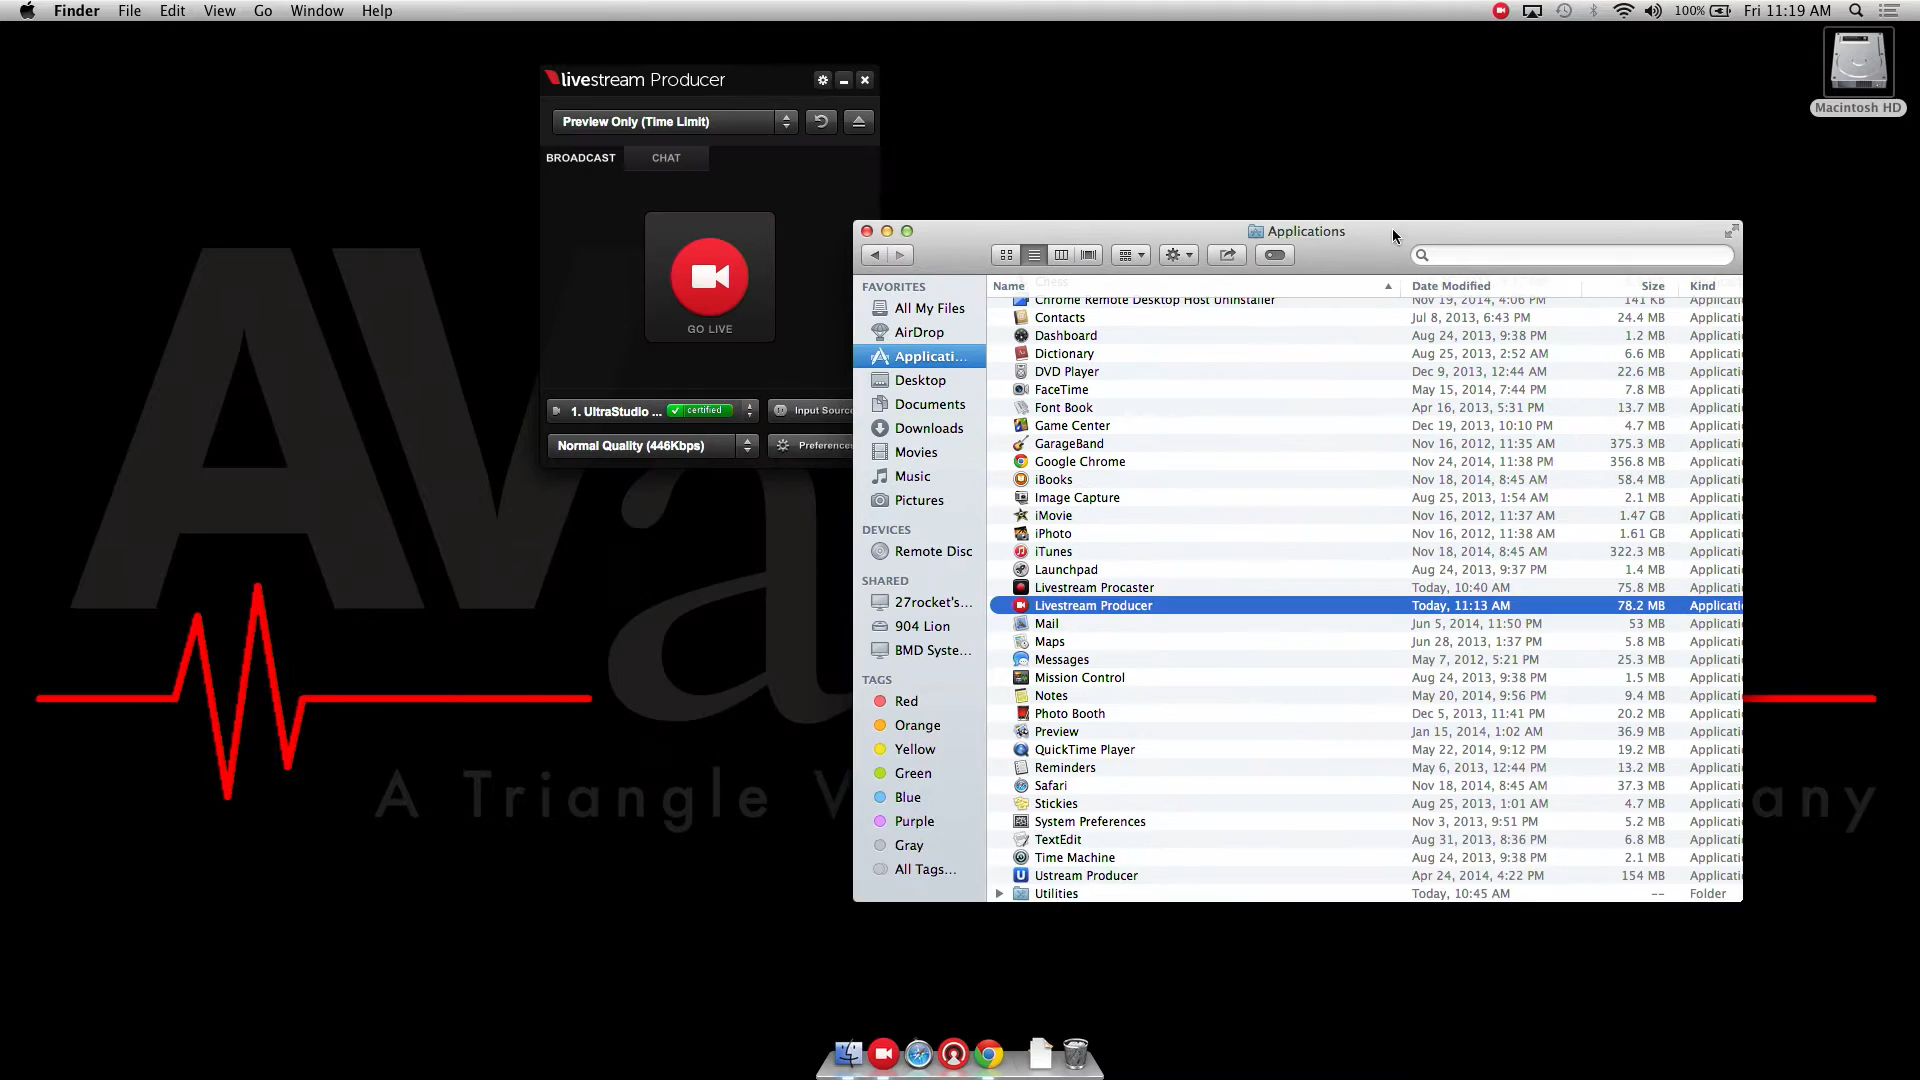 Finder File Edit View Go Window Help
100% Fri 11:19 AM
Macintosh HD
livestream Producer
Preview Only (Time Limit)
BROADCAST CHAT
GO LIVE
1. UltraStudio ... certified
Input Sourc
Normal Quality (446Kbps)
Preferences
AVa
A Triangle V
any
Applications
FAVORITES
All My Files
AirDrop
Applicati...
Desktop
Documents
Downloads
Movies
Music
Pictures
DEVICES
Remote Disc
SHARED
27rocket's...
904 Lion
BMD Syste...
TAGS
Red
Orange
Yellow
Green
Blue
Purple
Gray
All Tags...
Name Date Modified Size Kind
Chess
Chrome Remote Desktop Host Uninstaller Nov 19, 2014, 4:06 PM 141 KB Applicati
Contacts Jul 8, 2013, 6:43 PM 24.4 MB Applicati
Dashboard Aug 24, 2013, 9:38 PM 1.2 MB Applicati
Dictionary Aug 25, 2013, 2:52 AM 6.6 MB Applicati
DVD Player Dec 9, 2013, 12:44 AM 22.6 MB Applicati
FaceTime May 15, 2014, 7:44 PM 7.8 MB Applicati
Font Book Apr 16, 2013, 5:31 PM 13.7 MB Applicati
Game Center Dec 19, 2013, 10:10 PM 4.7 MB Applicati
GarageBand Nov 16, 2012, 11:35 AM 375.3 MB Applicati
Google Chrome Nov 24, 2014, 11:38 PM 356.8 MB Applicati
iBooks Nov 18, 2014, 8:45 AM 58.4 MB Applicati
Image Capture Aug 25, 2013, 1:54 AM 2.1 MB Applicati
iMovie Nov 16, 2012, 11:37 AM 1.47 GB Applicati
iPhoto Nov 16, 2012, 11:38 AM 1.61 GB Applicati
iTunes Nov 18, 2014, 8:45 AM 322.3 MB Applicati
Launchpad Aug 24, 2013, 9:37 PM 1.4 MB Applicati
Livestream Procaster Today, 10:40 AM 75.8 MB Applicati
Livestream Producer Today, 11:13 AM 78.2 MB Applicati
Mail Jun 5, 2014, 11:50 PM 53 MB Applicati
Maps Jun 28, 2013, 1:37 PM 5.8 MB Applicati
Messages May 7, 2012, 5:21 PM 25.3 MB Applicati
Mission Control Aug 24, 2013, 9:38 PM 1.5 MB Applicati
Notes May 20, 2014, 9:56 PM 9.4 MB Applicati
Photo Booth Dec 5, 2013, 11:41 PM 20.2 MB Applicati
Preview Jan 15, 2014, 1:02 AM 36.9 MB Applicati
QuickTime Player May 22, 2014, 9:12 PM 19.2 MB Applicati
Reminders May 6, 2013, 12:44 PM 13.2 MB Applicati
Safari Nov 18, 2014, 8:45 AM 37.3 MB Applicati
Stickies Aug 25, 2013, 1:01 AM 4.7 MB Applicati
System Preferences Nov 3, 2013, 9:51 PM 5.2 MB Applicati
TextEdit Aug 31, 2013, 8:36 PM 6.8 MB Applicati
Time Machine Aug 24, 2013, 9:38 PM 2.1 MB Applicati
Ustream Producer Apr 24, 2014, 4:22 PM 154 MB Applicati
Utilities Today, 10:45 AM -- Folder